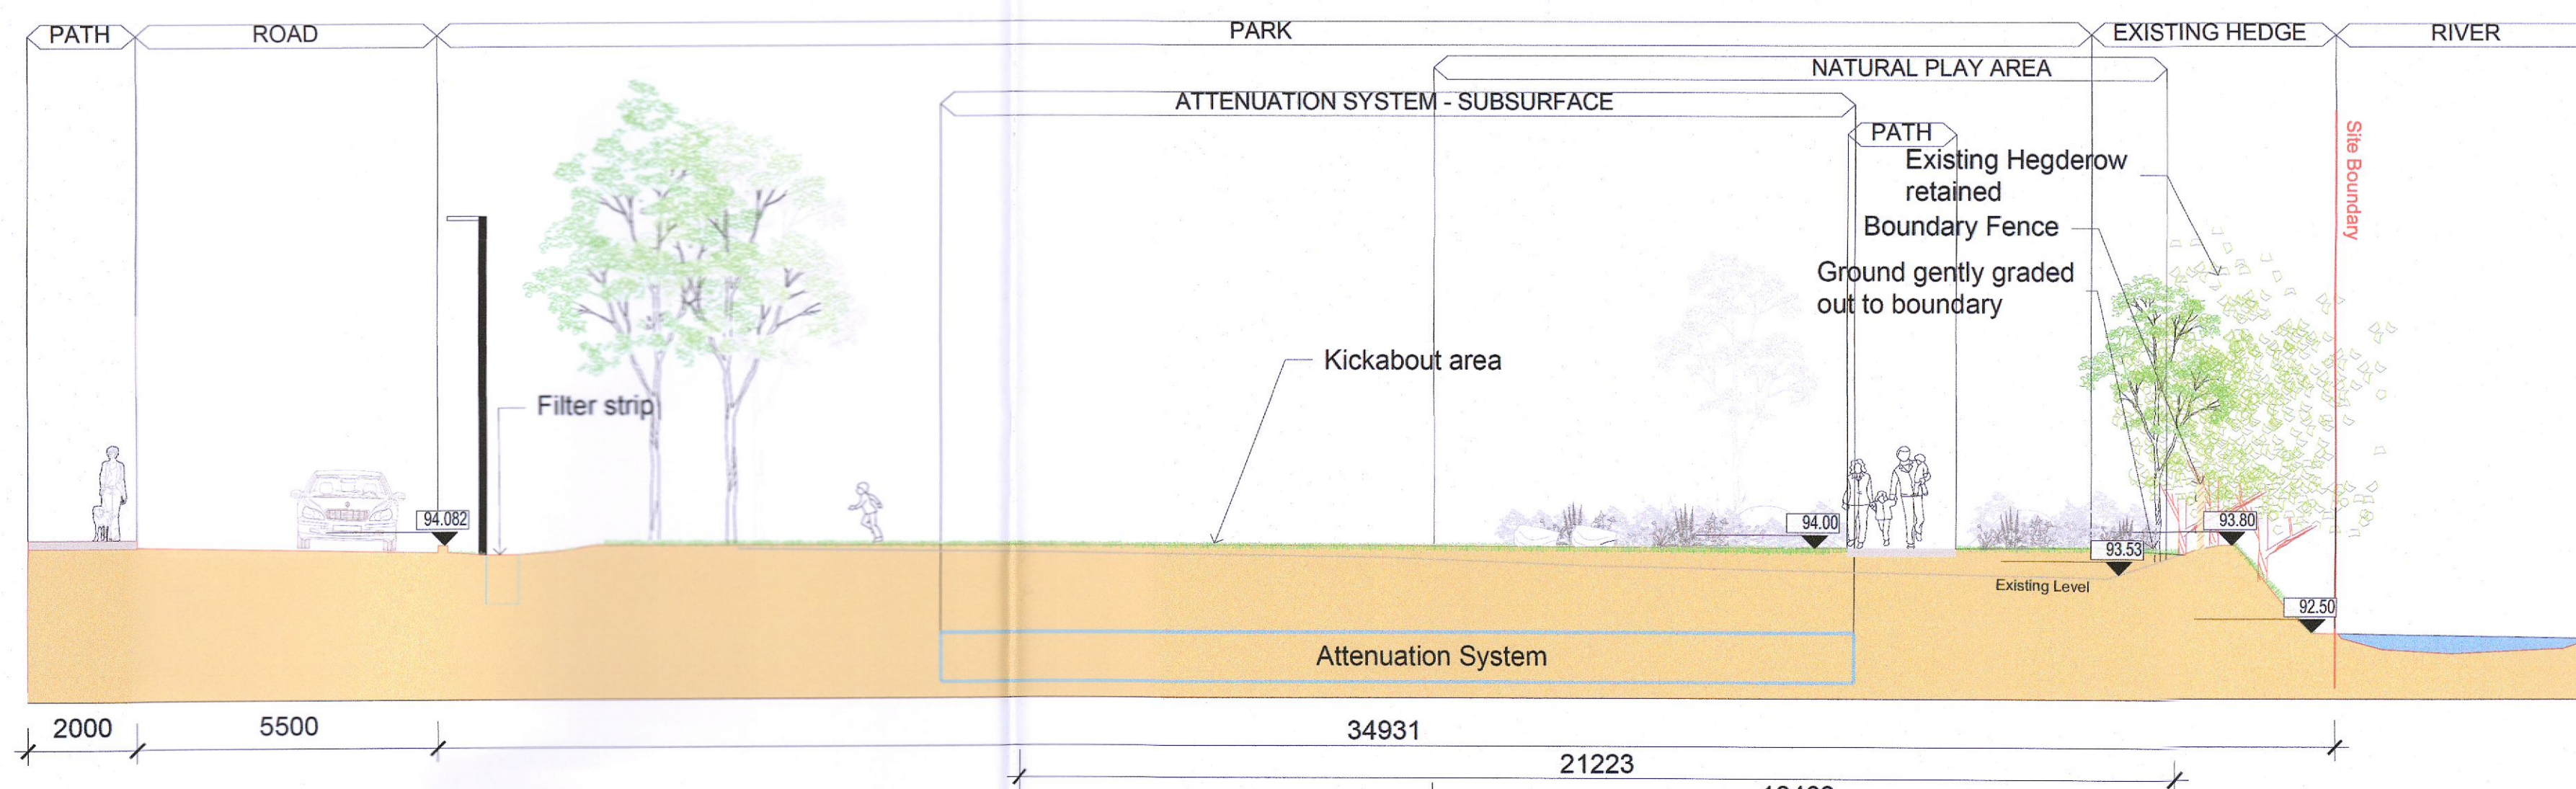 PATH
ROAD
PARK
EXISTING HEDGE
RIVER
NATURAL PLAY AREA
ATTENUATION SYSTEM - SUBSURFACE
PATH
Existing Hegderow
retained
Boundary Fence
Ground gently graded
out to boundary
Site Boundary
Kickabout area
Filter strip
94.082
94.00
93.80
93.53
Existing Level
92.50
Attenuation System
2000
5500
34931
21223